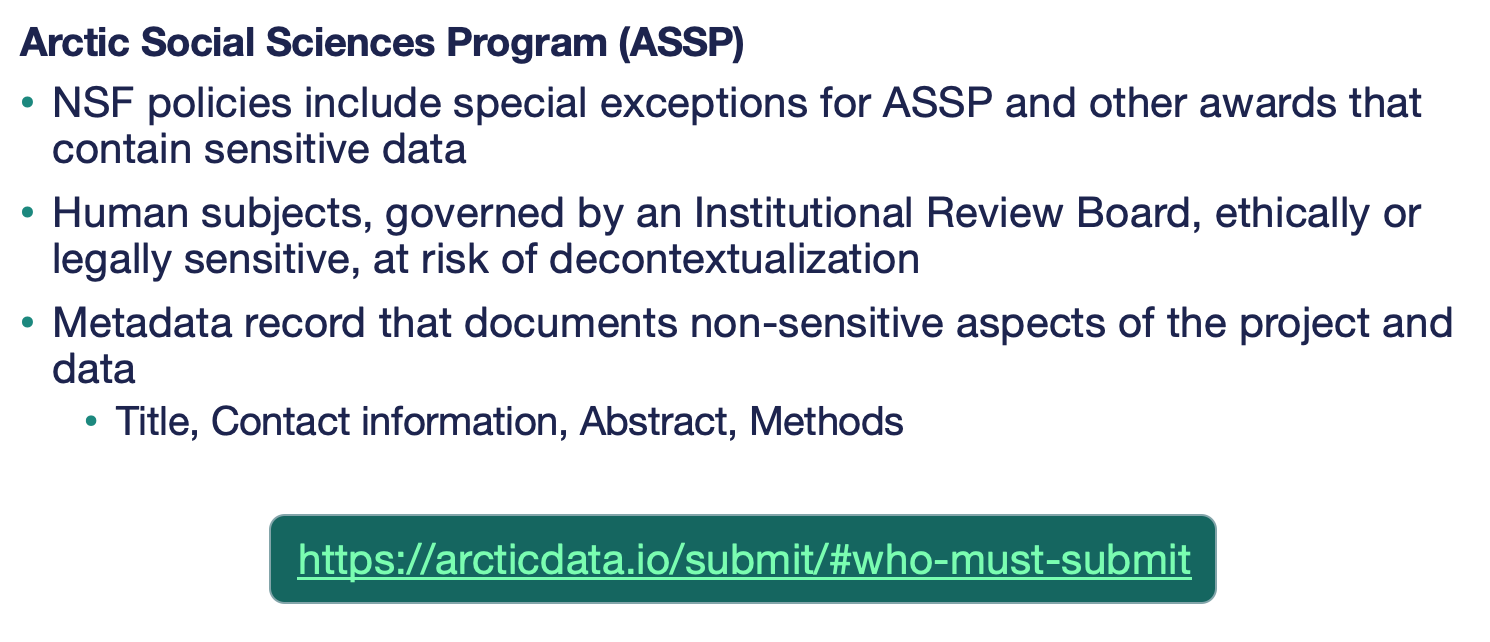 Arctic Social Sciences Program (ASSP)
• NSF policies include special exceptions for ASSP and other awards that
contain sensitive data
• Human subjects, governed by an Institutional Review Board, ethically or
legally sensitive, at risk of decontextualization
• Metadata record that documents non-sensitive aspects of the project and
data
• Title, Contact information, Abstract, Methods
https://arcticdata.io/submit/#who-must-submit